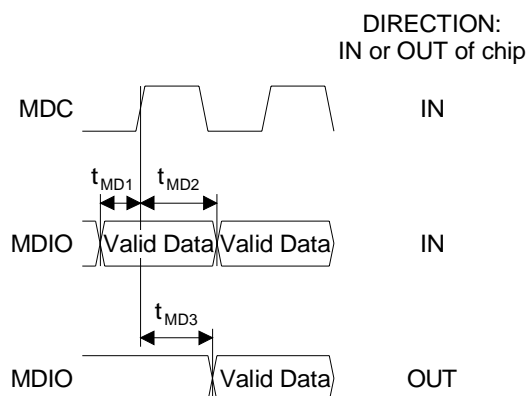 DIRECTION:
IN or OUT of chip
MDC IN
tMD1 tMD2
MDIO Valid Data Valid Data IN
tMD3
MDIO Valid Data OUT